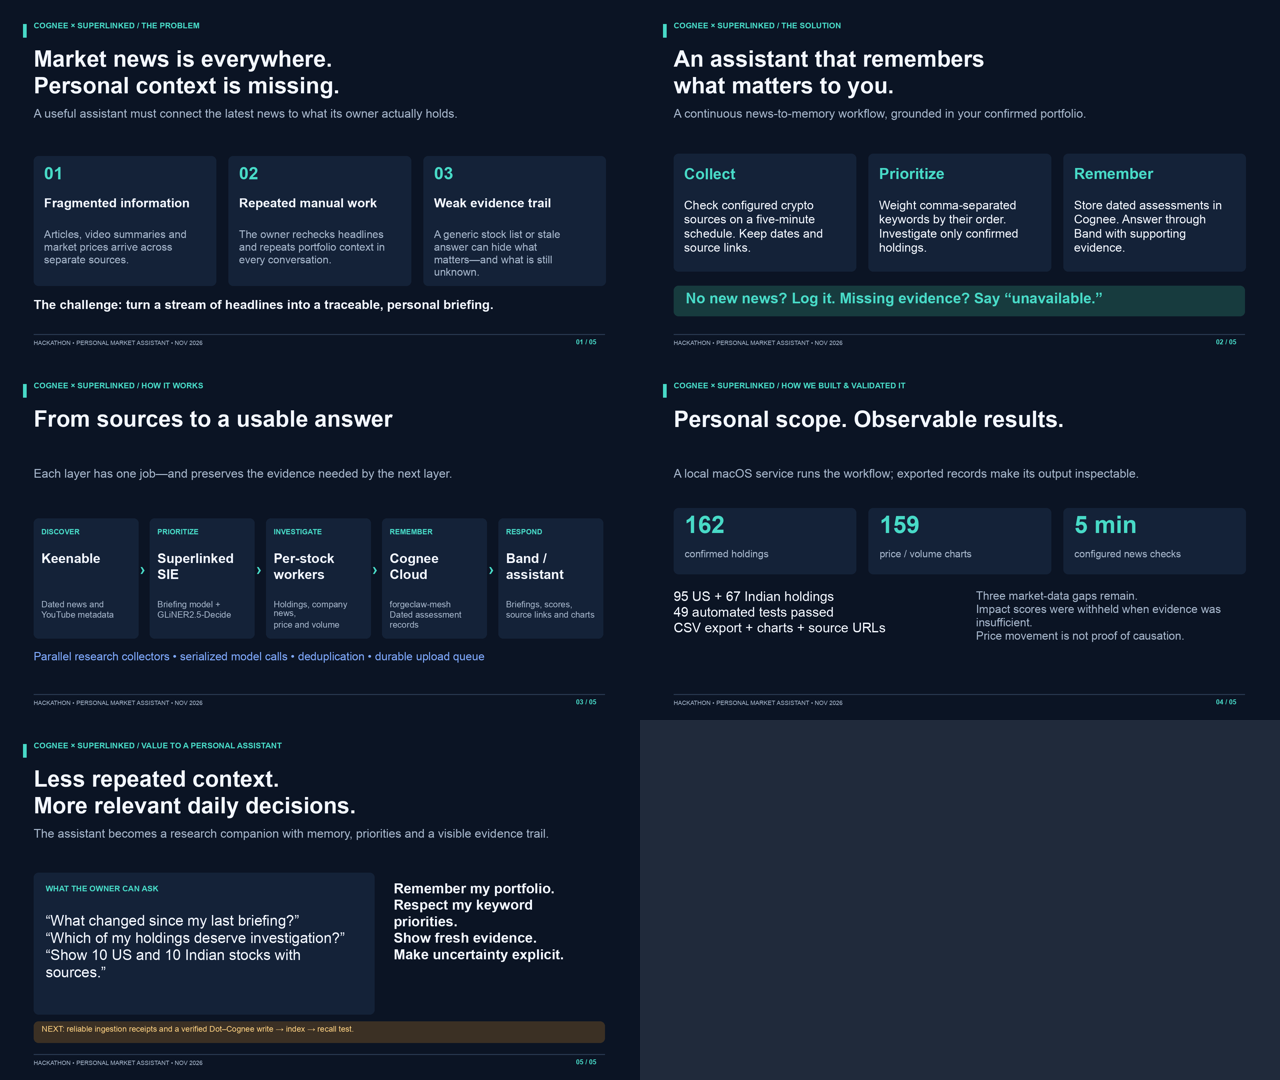 COGNEE × SUPERLINKED / THE PROBLEM
Market news is everywhere.
Personal context is missing.
A useful assistant must connect the latest news to what its owner actually holds.
01
Fragmented information
Articles, video summaries and
market prices arrive across
separate sources.
02
Repeated manual work
The owner rechecks headlines
and repeats portfolio context in
every conversation.
03
Weak evidence trail
A generic stock list or stale
answer can hide what
matters—and what is still
unknown.
The challenge: turn a stream of headlines into a traceable, personal briefing.
HACKATHON • PERSONAL MARKET ASSISTANT • NOV 2026
01 / 05
COGNEE × SUPERLINKED / THE SOLUTION
An assistant that remembers
what matters to you.
A continuous news-to-memory workflow, grounded in your confirmed portfolio.
Collect
Check configured crypto
sources on a five-minute
schedule. Keep dates and
source links.
Prioritize
Weight comma-separated
keywords by their order.
Investigate only confirmed
holdings.
Remember
Store dated assessments in
Cognee. Answer through
Band with supporting
evidence.
No new news? Log it. Missing evidence? Say “unavailable.”
HACKATHON • PERSONAL MARKET ASSISTANT • NOV 2026
02 / 05
COGNEE × SUPERLINKED / HOW IT WORKS
From sources to a usable answer
Each layer has one job—and preserves the evidence needed by the next layer.
DISCOVER
Keenable
Dated news and
YouTube metadata
›
PRIORITIZE
Superlinked
SIE
Briefing model +
GLiNER2.5-Decide
›
INVESTIGATE
Per-stock
workers
Holdings, company
news,
price and volume
›
REMEMBER
Cognee
Cloud
forgeclaw-mesh
Dated assessment
records
›
RESPOND
Band /
assistant
Briefings, scores,
source links and charts
Parallel research collectors • serialized model calls • deduplication • durable upload queue
HACKATHON • PERSONAL MARKET ASSISTANT • NOV 2026
03 / 05
COGNEE × SUPERLINKED / HOW WE BUILT & VALIDATED IT
Personal scope. Observable results.
A local macOS service runs the workflow; exported records make its output inspectable.
162
confirmed holdings
159
price / volume charts
5 min
configured news checks
95 US + 67 Indian holdings
49 automated tests passed
CSV export + charts + source URLs
Three market-data gaps remain.
Impact scores were withheld when evidence was
insufficient.
Price movement is not proof of causation.
HACKATHON • PERSONAL MARKET ASSISTANT • NOV 2026
04 / 05
COGNEE × SUPERLINKED / VALUE TO A PERSONAL ASSISTANT
Less repeated context.
More relevant daily decisions.
The assistant becomes a research companion with memory, priorities and a visible evidence trail.
WHAT THE OWNER CAN ASK
“What changed since my last briefing?”
“Which of my holdings deserve investigation?”
“Show 10 US and 10 Indian stocks with
sources.”
Remember my portfolio.
Respect my keyword
priorities.
Show fresh evidence.
Make uncertainty explicit.
NEXT: reliable ingestion receipts and a verified Dot–Cognee write → index → recall test.
HACKATHON • PERSONAL MARKET ASSISTANT • NOV 2026
05 / 05